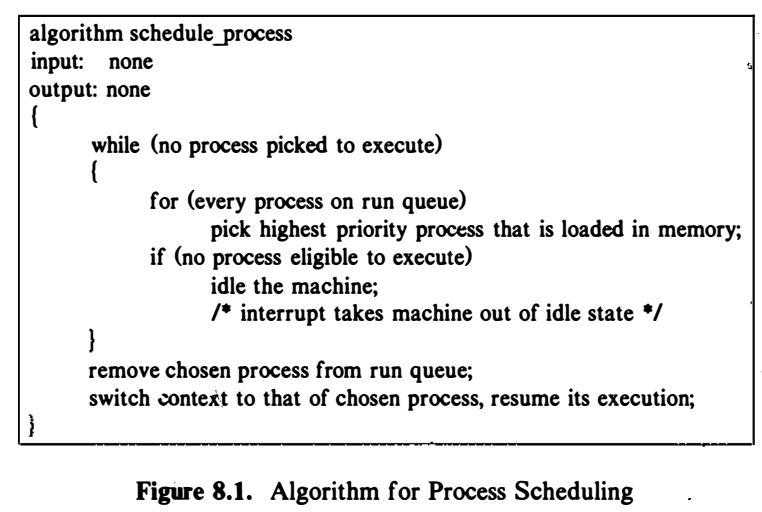 algorithm schedule_process
input: none
output: none
{
while (no process picked to execute)
{
for (every process on run queue)
pick highest priority process that is loaded in memory;
if (no process eligible to execute)
idle the machine;
/* interrupt takes machine out of idle state */
}
remove chosen process from run queue;
switch context to that of chosen process, resume its execution;
}
Figure 8.1. Algorithm for Process Scheduling